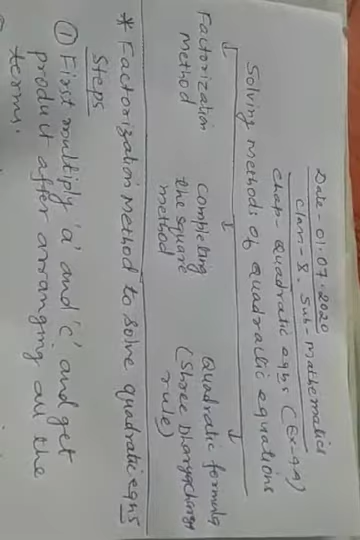 Date - 01.07.2020
Class - X. Sub - Mathematics
Chap - Quadratic eqns (Ex-4.4)
Solving methods of Quadratic equations
Factorization method
Completing the square method
Quadratic formula (Shree Dharacharya rule)
* Factorization method to solve quadratic eqns
Steps
① First multiply 'a' and 'c' and get
product after arranging all the
terms.